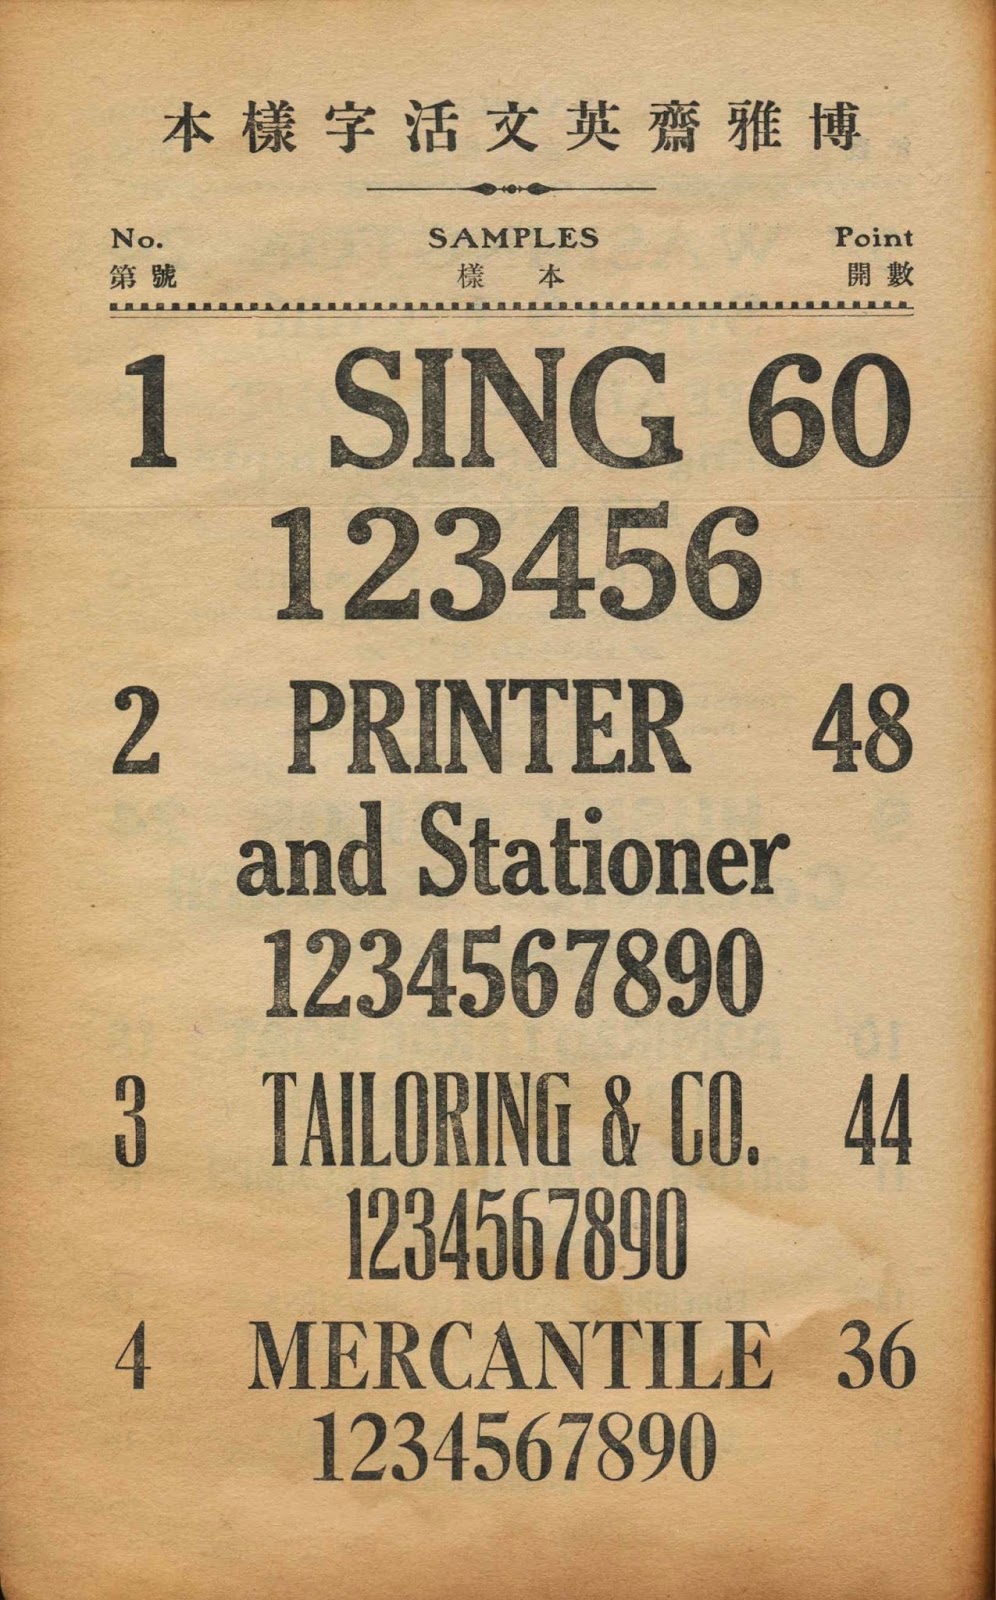 博雅齋英文活字樣本
No. SAMPLES Point
第號 樣本 開數
1 SING 60
123456
2 PRINTER 48
and Stationer
1234567890
3 TAILORING & CO. 44
1234567890
4 MERCANTILE 36
1234567890